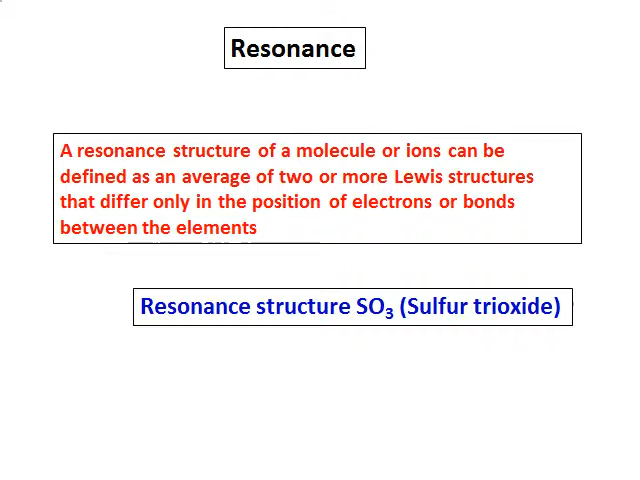 Resonance
A resonance structure of a molecule or ions can be
defined as an average of two or more Lewis structures
that differ only in the position of electrons or bonds
between the elements
Resonance structure SO₃ (Sulfur trioxide)